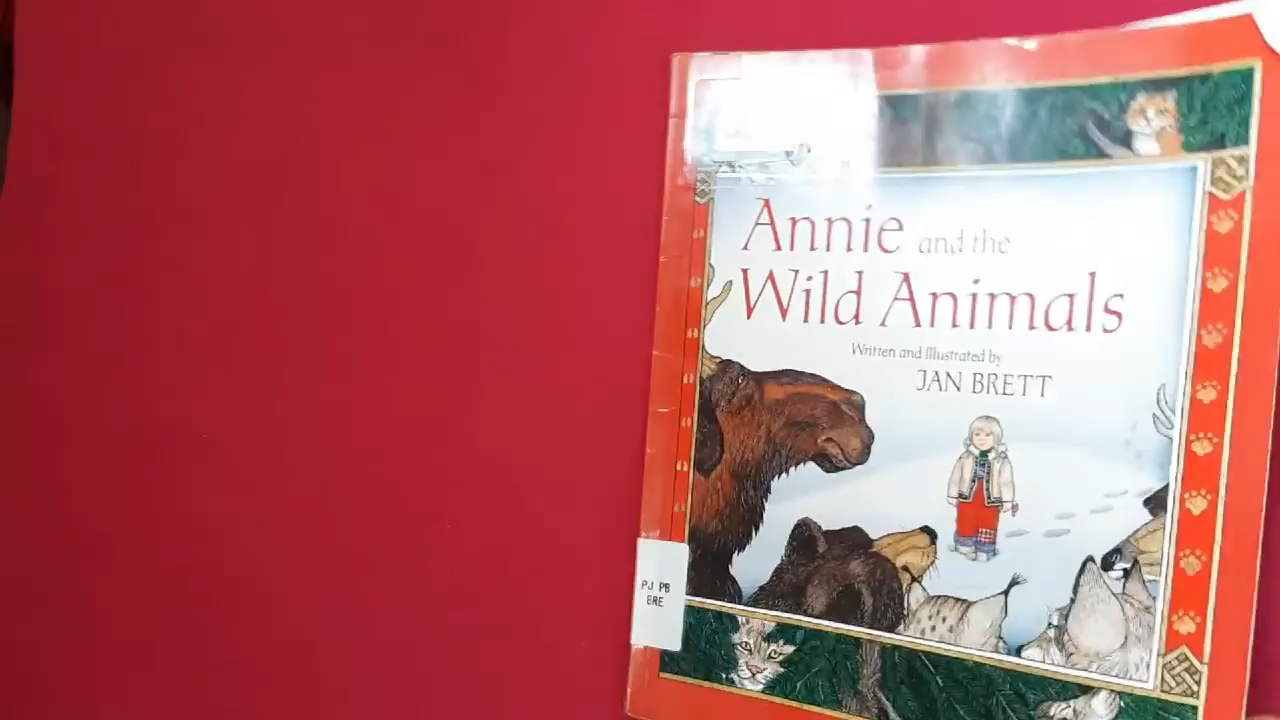 Annie and the
Wild Animals
Written and Illustrated by
JAN BRETT
PJ PB
BRE